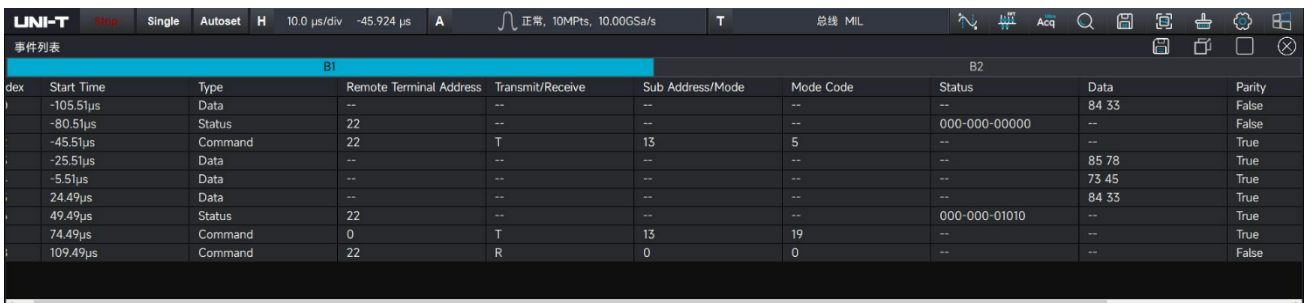 UNI-T Stop Single Autoset H 10.0 μs/div -45.924 μs A 正常, 10MPts, 10.00GSa/s T 总线 MIL Acq
事件列表
B1 B2
dex Start Time Type Remote Terminal Address Transmit/Receive Sub Address/Mode Mode Code Status Data Parity
-105.51μs Data -- -- -- -- -- 84 33 False
-80.51μs Status 22 -- -- -- 000-000-00000 -- False
-45.51μs Command 22 T 13 5 -- -- True
-25.51μs Data -- -- -- -- -- 85 78 True
-5.51μs Data -- -- -- -- -- 73 45 True
24.49μs Data -- -- -- -- -- 84 33 True
49.49μs Status 22 -- -- -- 000-000-01010 -- True
74.49μs Command 0 T 13 19 -- -- True
109.49μs Command 22 R 0 0 -- -- False